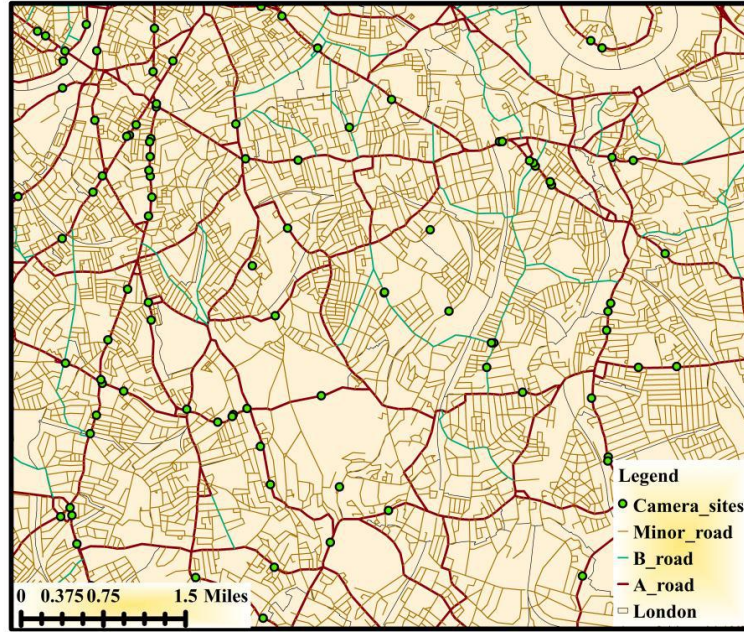 Legend
Camera_sites
Minor_road
B_road
A_road
London
0 0.375 0.75 1.5 Miles